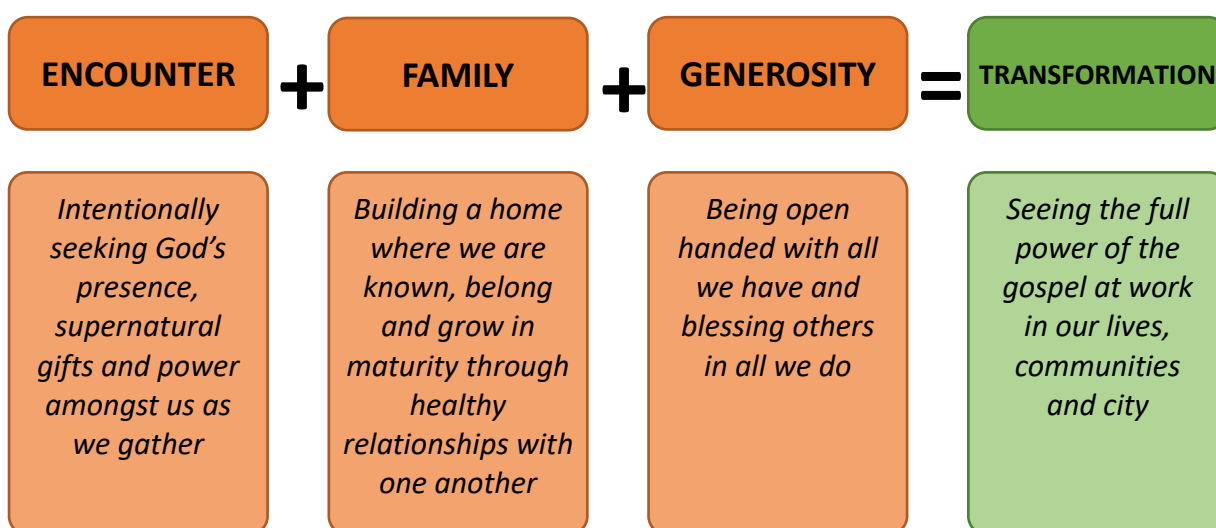 ENCOUNTER + FAMILY + GENEROSITY = TRANSFORMATION
Intentionally
seeking God’s
presence,
supernatural
gifts and power
amongst us as
we gather
Building a home
where we are
known, belong
and grow in
maturity through
healthy
relationships with
one another
Being open
handed with all
we have and
blessing others
in all we do
Seeing the full
power of the
gospel at work
in our lives,
communities
and city